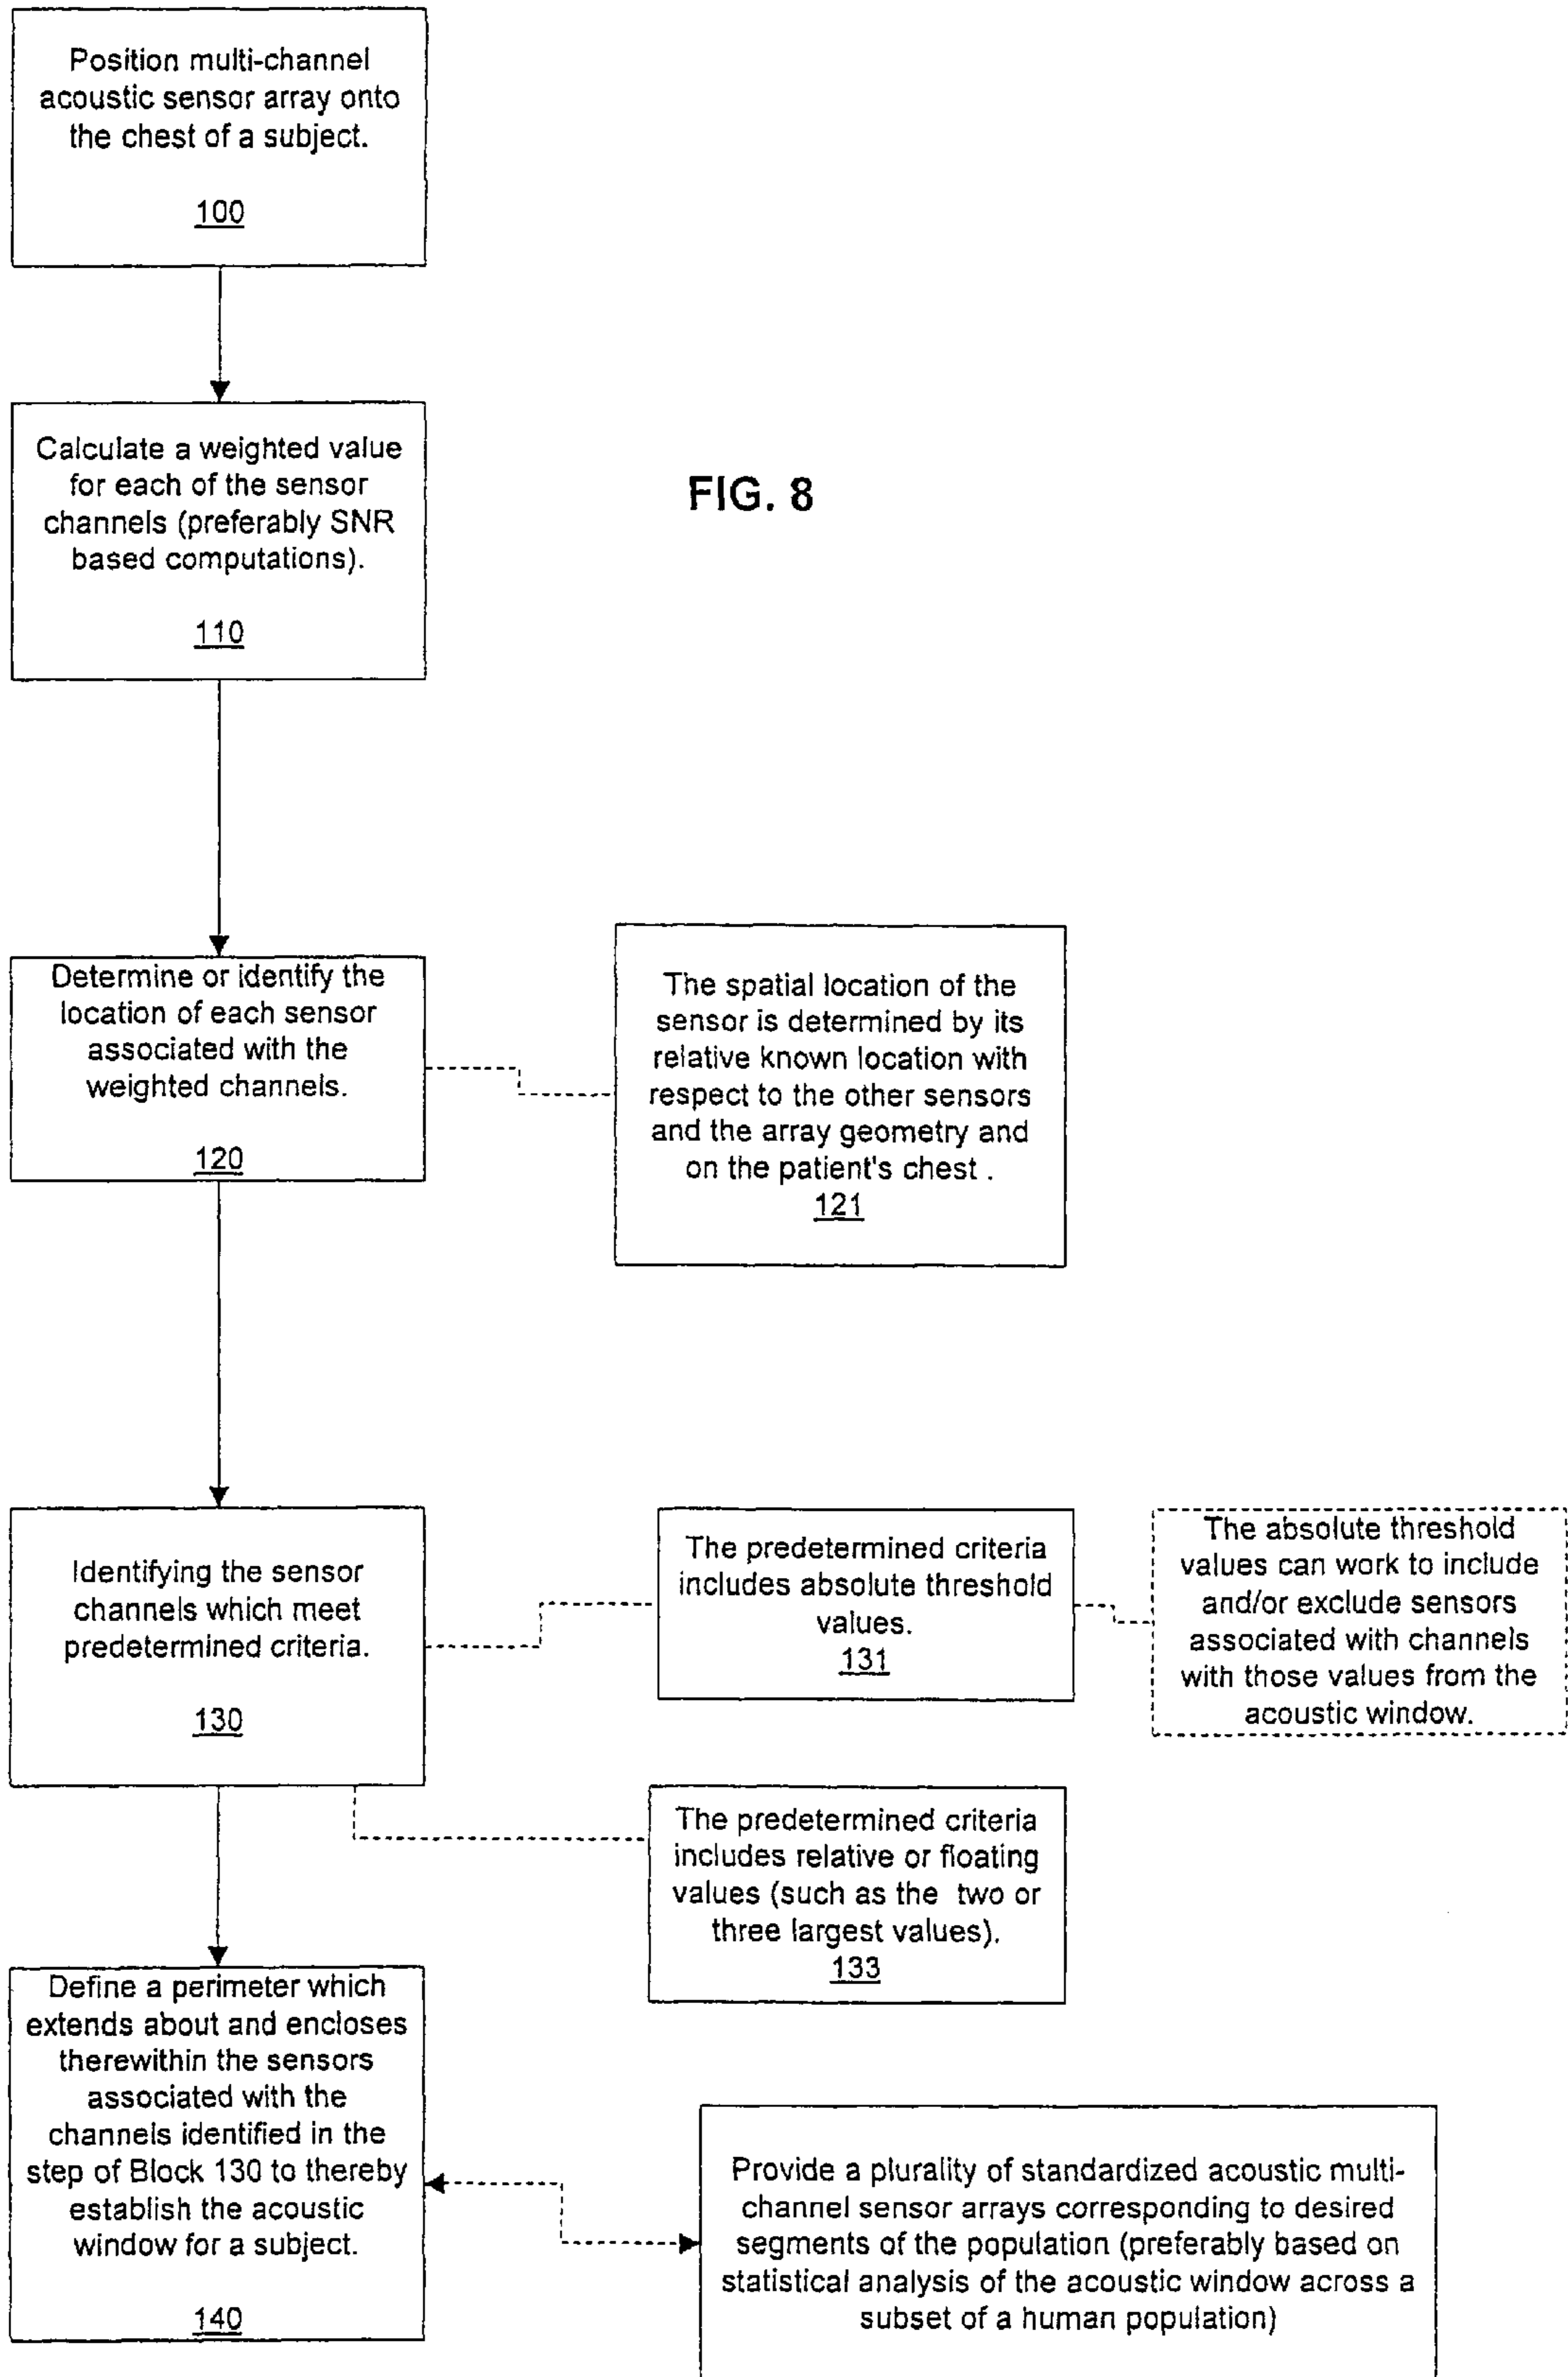 Position multi-channel
acoustic sensor array onto
the chest of a subject.
100
Calculate a weighted value
for each of the sensor
channels (preferably SNR
based computations).
110
FIG. 8
Determine or identify the
location of each sensor
associated with the
weighted channels.
120
The spatial location of the
sensor is determined by its
relative known location with
respect to the other sensors
and the array geometry and
on the patient's chest .
121
Identifying the sensor
channels which meet
predetermined criteria.
130
The predetermined criteria
includes absolute threshold
values.
131
The absolute threshold
values can work to include
and/or exclude sensors
associated with channels
with those values from the
acoustic window.
The predetermined criteria
includes relative or floating
values (such as the two or
three largest values).
133
Define a perimeter which
extends about and encloses
therewithin the sensors
associated with the
channels identified in the
step of Block 130 to thereby
establish the acoustic
window for a subject.
140
Provide a plurality of standardized acoustic multi-
channel sensor arrays corresponding to desired
segments of the population (preferably based on
statistical analysis of the acoustic window across a
subset of a human population)